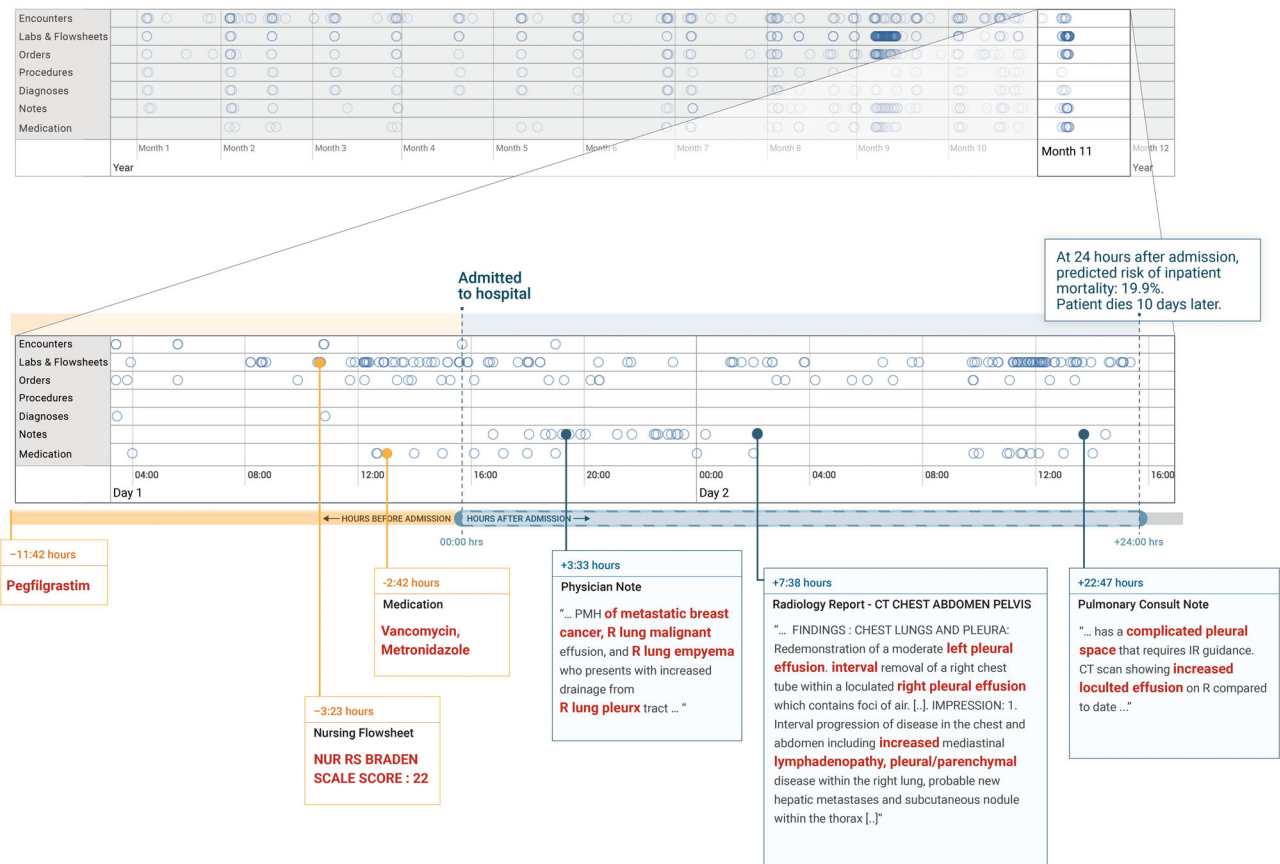 Encounters
Labs & Flowsheets
Orders
Procedures
Diagnoses
Notes
Medication
Month 1
Month 2
Month 3
Month 4
Month 5
Month 6
Month 7
Month 8
Month 9
Month 10
Month 11
Month 12
Year
Year
At 24 hours after admission,
predicted risk of inpatient
mortality: 19.9%.
Patient dies 10 days later.
Admitted
to hospital
Encounters
Labs & Flowsheets
Orders
Procedures
Diagnoses
Notes
Medication
04:00
08:00
12:00
16:00
20:00
00:00
04:00
08:00
12:00
16:00
Day 1
Day 2
HOURS BEFORE ADMISSION
HOURS AFTER ADMISSION
00:00 hrs
+24:00 hrs
−11:42 hours
Pegfilgrastim
−3:23 hours
Nursing Flowsheet
NUR RS BRADEN
SCALE SCORE : 22
-2:42 hours
Medication
Vancomycin,
Metronidazole
+3:33 hours
Physician Note
“... PMH of metastatic breast
cancer, R lung malignant
effusion, and R lung empyema
who presents with increased
drainage from
R lung pleurx tract ... ”
+7:38 hours
Radiology Report - CT CHEST ABDOMEN PELVIS
“... FINDINGS : CHEST LUNGS AND PLEURA:
Redemonstration of a moderate left pleural
effusion. interval removal of a right chest
tube within a loculated right pleural effusion
which contains foci of air. [..]. IMPRESSION: 1.
Interval progression of disease in the chest and
abdomen including increased mediastinal
lymphadenopathy, pleural/parenchymal
disease within the right lung, probable new
hepatic metastases and subcutaneous nodule
within the thorax [..]”
+22:47 hours
Pulmonary Consult Note
“... has a complicated pleural
space that requires IR guidance.
CT scan showing increased
locutled effusion on R compared
to date ...”